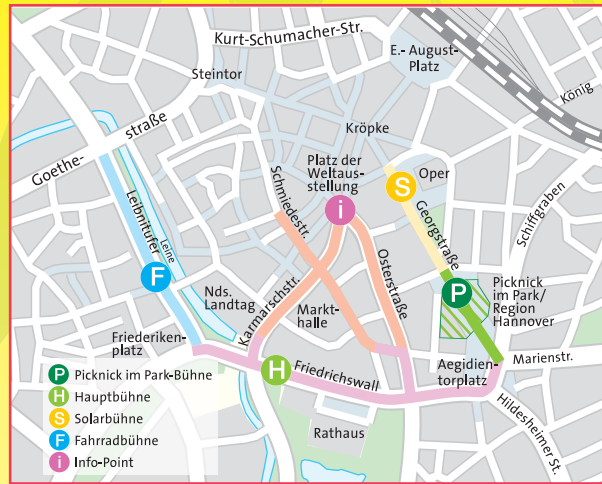 Kurt-Schumacher-Str.
E.- August-
Platz
Steintor
König
Kröpke
Goethe-
straße
Platz der
Weltaus-
stellung
i
S
Oper
Schmiedestr.
Georgstraße
Schiffgraben
Leibnitufer
Leine
F
Nds.
Landtag
Karmarschstr.
Osterstraße
P
Picknick
im Park/
Region
Hannover
Markt-
halle
Friederiken-
platz
H
Friedrichswall
Aegidien-
torplatz
Marienstr.
Hildesheimer St.
Rathaus
P Picknick im Park-Bühne
H Hauptbühne
S Solarbühne
F Fahrradbühne
i Info-Point